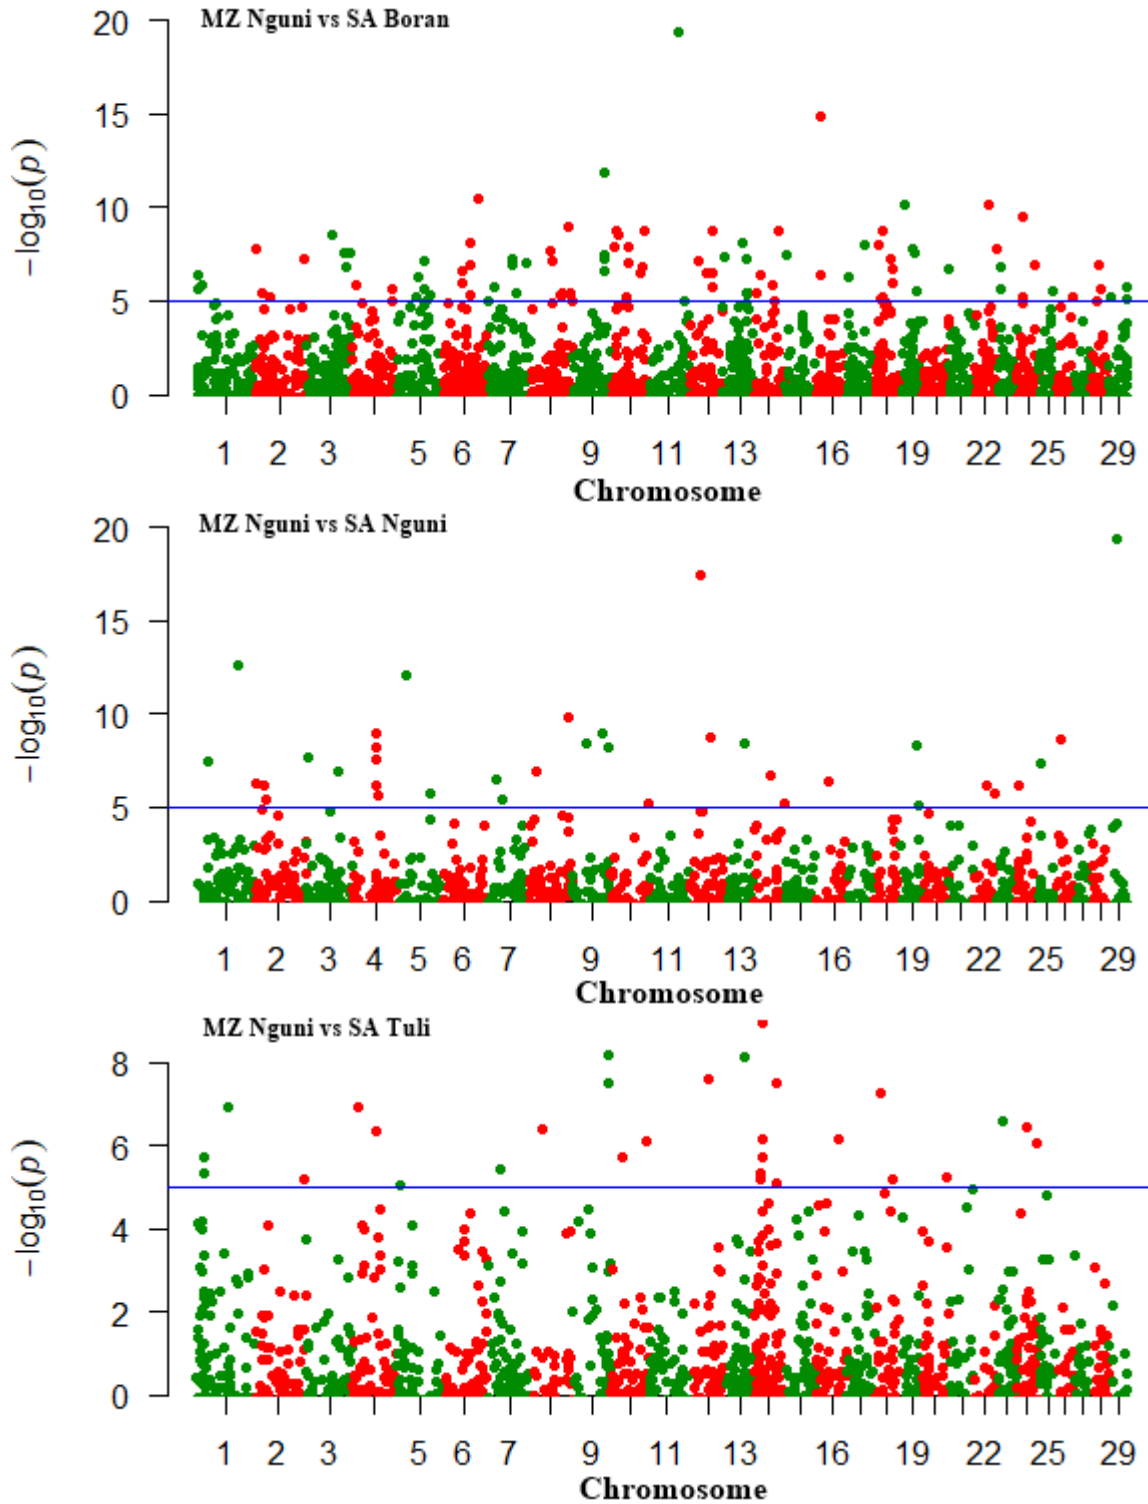 MZ Nguni vs SA Boran
20
15
10
5
0
−log10(p)
1 2 3 5 6 7 9 11 13 16 19 22 25 29
Chromosome
MZ Nguni vs SA Nguni
20
15
10
5
0
−log10(p)
1 2 3 4 5 6 7 9 11 13 16 19 22 25 29
Chromosome
MZ Nguni vs SA Tuli
8
6
4
2
0
−log10(p)
1 2 3 4 5 6 7 9 11 13 16 19 22 25 29
Chromosome